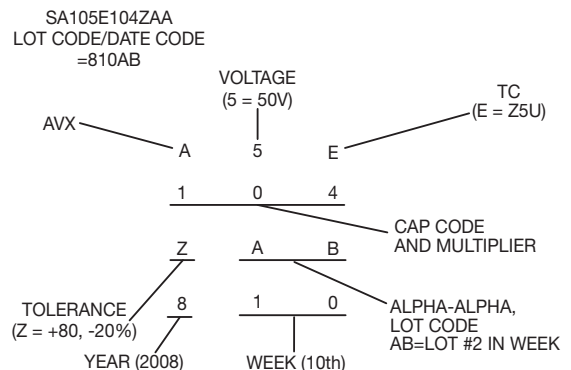 SA105E104ZAA
LOT CODE/DATE CODE
=810AB
VOLTAGE
(5 = 50V)
TC
(E = Z5U)
AVX
A 5 E
1 0 4
CAP CODE
AND MULTIPLIER
Z A B
TOLERANCE
(Z = +80, -20%)
8 1 0
ALPHA-ALPHA,
LOT CODE
AB=LOT #2 IN WEEK
YEAR (2008)
WEEK (10th)